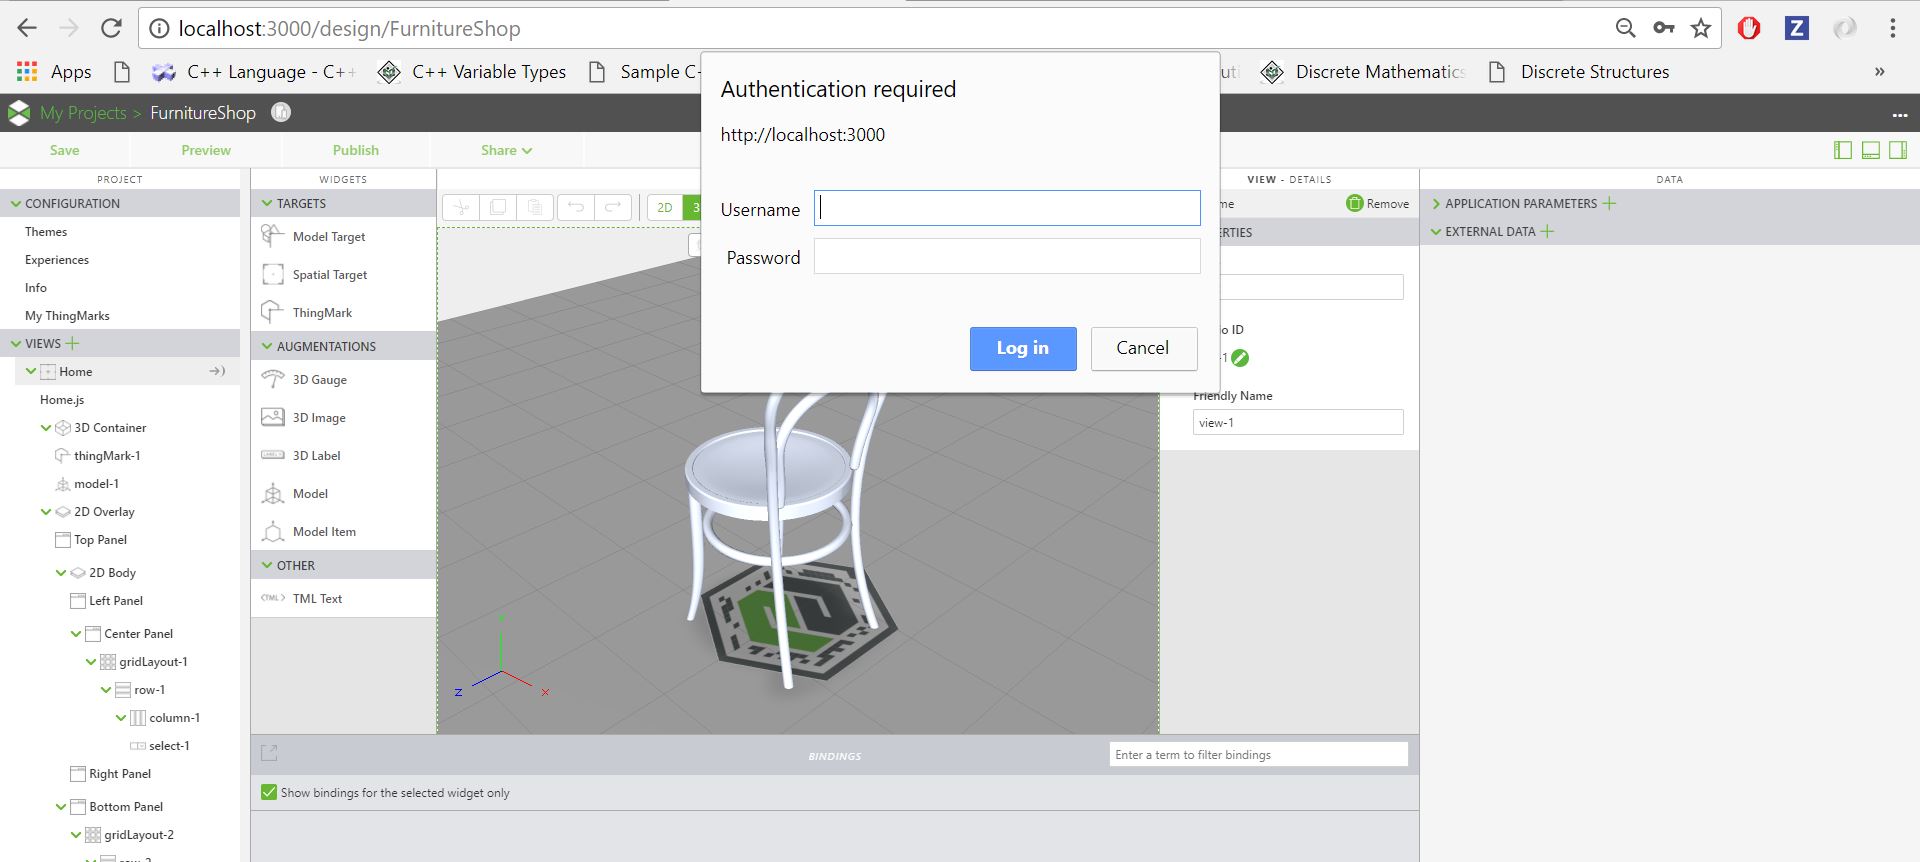 localhost:3000/design/FurnitureShop
Apps
C++ Language - C++
C++ Variable Types
Sample C-
Discrete Mathematics
Discrete Structures
»
Authentication required
http://localhost:3000
Username
Password
Log in
Cancel
My Projects > FurnitureShop
Save
Preview
Publish
Share
PROJECT
CONFIGURATION
Themes
Experiences
Info
My ThingMarks
VIEWS
Home
Home.js
3D Container
thingMark-1
model-1
2D Overlay
Top Panel
2D Body
Left Panel
Center Panel
gridLayout-1
row-1
column-1
select-1
Right Panel
Bottom Panel
gridLayout-2
WIDGETS
TARGETS
Model Target
Spatial Target
ThingMark
AUGMENTATIONS
3D Gauge
3D Image
3D Label
Model
Model Item
OTHER
TML Text
2D
Y
Z
X
VIEW - DETAILS
Remove
Friendly Name
view-1
DATA
APPLICATION PARAMETERS
EXTERNAL DATA
BINDINGS
Enter a term to filter bindings
Show bindings for the selected widget only